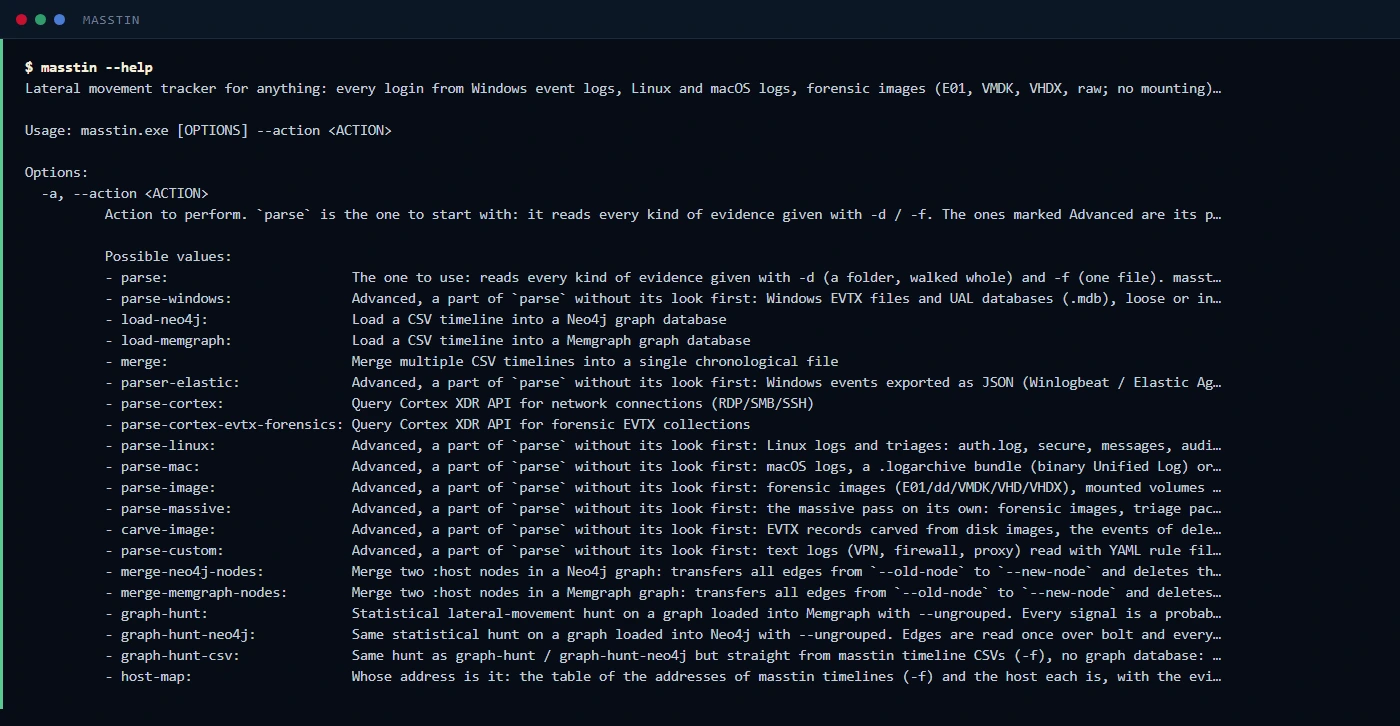 MASSTIN
$ masstin --help
Lateral movement tracker for anything: every login from Windows event logs, Linux and macOS logs, forensic images (E01, VMDK, VHDX, raw; no mounting)…
Usage: masstin.exe [OPTIONS] --action <ACTION>
Options:
-a, --action <ACTION>
Action to perform. `parse` is the one to start with: it reads every kind of evidence given with -d / -f. The ones marked Advanced are its p…
Possible values:
- parse: The one to use: reads every kind of evidence given with -d (a folder, walked whole) and -f (one file). masst…
- parse-windows: Advanced, a part of `parse` without its look first: Windows EVTX files and UAL databases (.mdb), loose or in…
- load-neo4j: Load a CSV timeline into a Neo4j graph database
- load-memgraph: Load a CSV timeline into a Memgraph graph database
- merge: Merge multiple CSV timelines into a single chronological file
- parser-elastic: Advanced, a part of `parse` without its look first: Windows events exported as JSON (Winlogbeat / Elastic Ag…
- parse-cortex: Query Cortex XDR API for network connections (RDP/SMB/SSH)
- parse-cortex-evtx-forensics: Query Cortex XDR API for forensic EVTX collections
- parse-linux: Advanced, a part of `parse` without its look first: Linux logs and triages: auth.log, secure, messages, audi…
- parse-mac: Advanced, a part of `parse` without its look first: macOS logs, a .logarchive bundle (binary Unified Log) or…
- parse-image: Advanced, a part of `parse` without its look first: forensic images (E01/dd/VMDK/VHD/VHDX), mounted volumes …
- parse-massive: Advanced, a part of `parse` without its look first: the massive pass on its own: forensic images, triage pac…
- carve-image: Advanced, a part of `parse` without its look first: EVTX records carved from disk images, the events of dele…
- parse-custom: Advanced, a part of `parse` without its look first: text logs (VPN, firewall, proxy) read with YAML rule fil…
- merge-neo4j-nodes: Merge two :host nodes in a Neo4j graph: transfers all edges from `--old-node` to `--new-node` and deletes th…
- merge-memgraph-nodes: Merge two :host nodes in a Memgraph graph: transfers all edges from `--old-node` to `--new-node` and deletes…
- graph-hunt: Statistical lateral-movement hunt on a graph loaded into Memgraph with --ungrouped. Every signal is a probab…
- graph-hunt-neo4j: Same statistical hunt on a graph loaded into Neo4j with --ungrouped. Edges are read once over bolt and every…
- graph-hunt-csv: Same hunt as graph-hunt / graph-hunt-neo4j but straight from masstin timeline CSVs (-f), no graph database: …
- host-map: Whose address is it: the table of the addresses of masstin timelines (-f) and the host each is, with the evi…